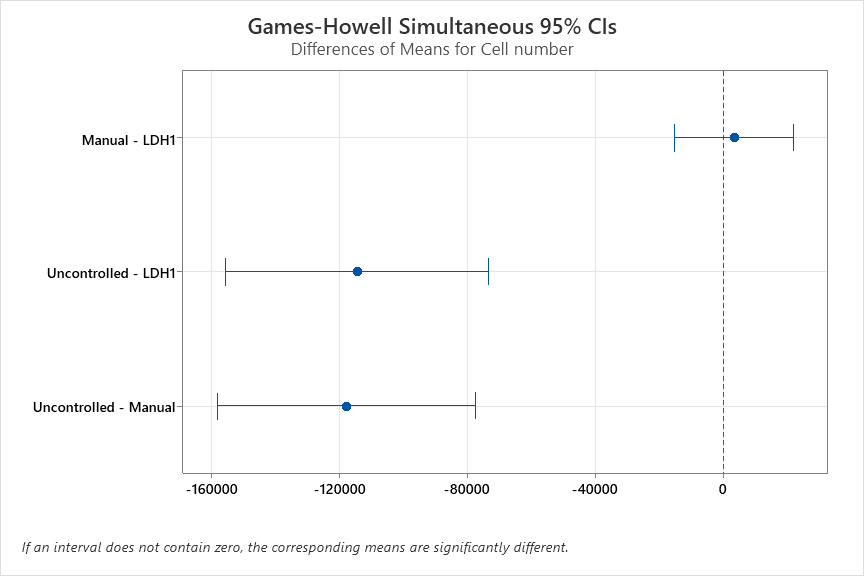 Games-Howell Simultaneous 95% CIs
Differences of Means for Cell number
Manual - LDH1
Uncontrolled - LDH1
Uncontrolled - Manual
-160000 -120000 -80000 -40000 0
If an interval does not contain zero, the corresponding means are significantly different.